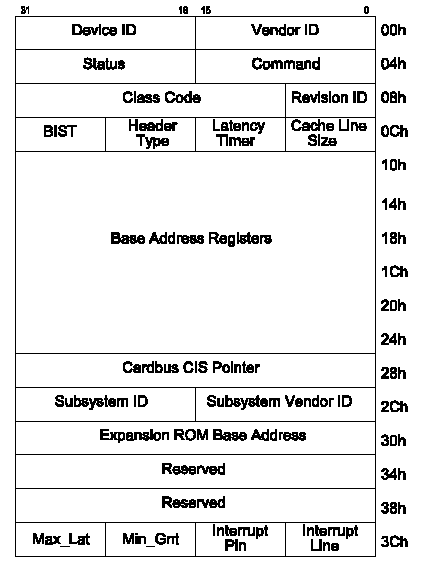 31 16 15 0
Device ID Vendor ID 00h
Status Command 04h
Class Code Revision ID 08h
BIST Header Type Latency Timer Cache Line Size 0Ch
10h
14h
Base Address Registers 18h
1Ch
20h
24h
Cardbus CIS Pointer 28h
Subsystem ID Subsystem Vendor ID 2Ch
Expansion ROM Base Address 30h
Reserved 34h
Reserved 38h
Max_Lat Min_Gnt Interrupt Pin Interrupt Line 3Ch